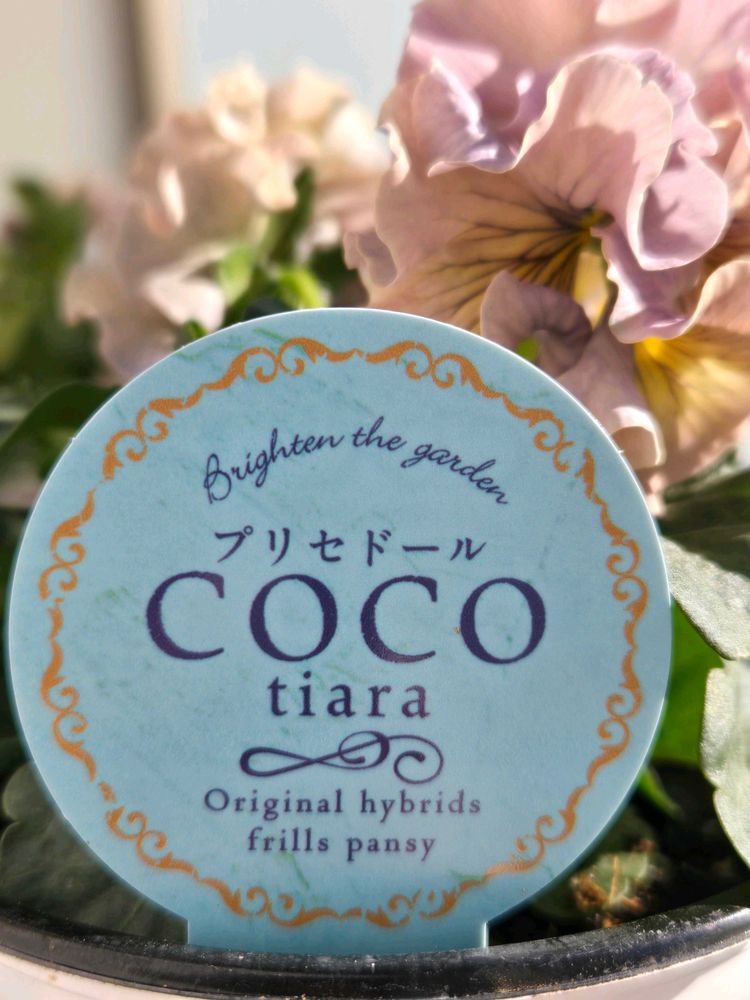 Brighten the garden
プリセドール
COCO
tiara
Original hybrids
frills pansy